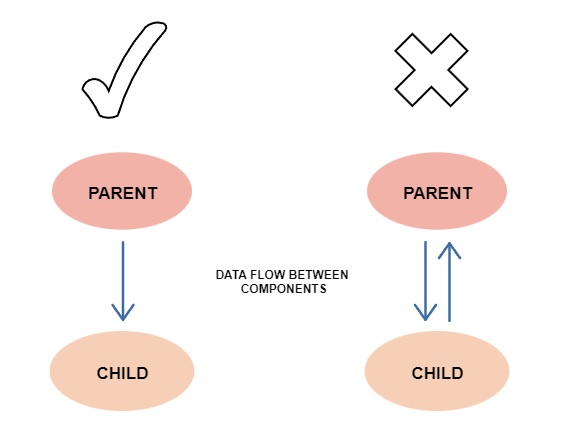 PARENT
PARENT
DATA FLOW BETWEEN
COMPONENTS
CHILD
CHILD